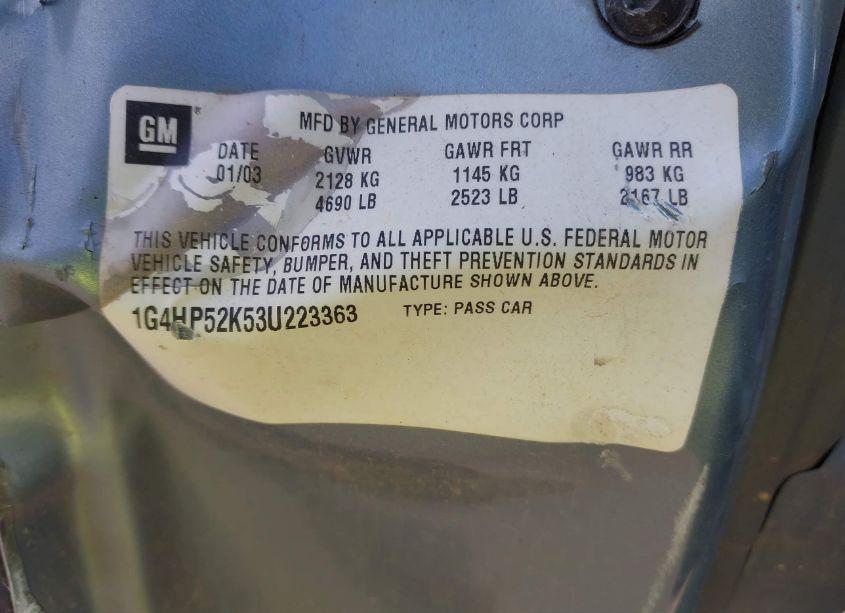 GM ®
MFD BY GENERAL MOTORS CORP
DATE GVWR GAWR FRT GAWR RR
01/03 2128 KG 1145 KG 983 KG
4690 LB 2523 LB 2167 LB
THIS VEHICLE CONFORMS TO ALL APPLICABLE U.S. FEDERAL MOTOR
VEHICLE SAFETY, BUMPER, AND THEFT PREVENTION STANDARDS IN
EFFECT ON THE DATE OF MANUFACTURE SHOWN ABOVE.
1G4HP52K53U223363 TYPE: PASS CAR